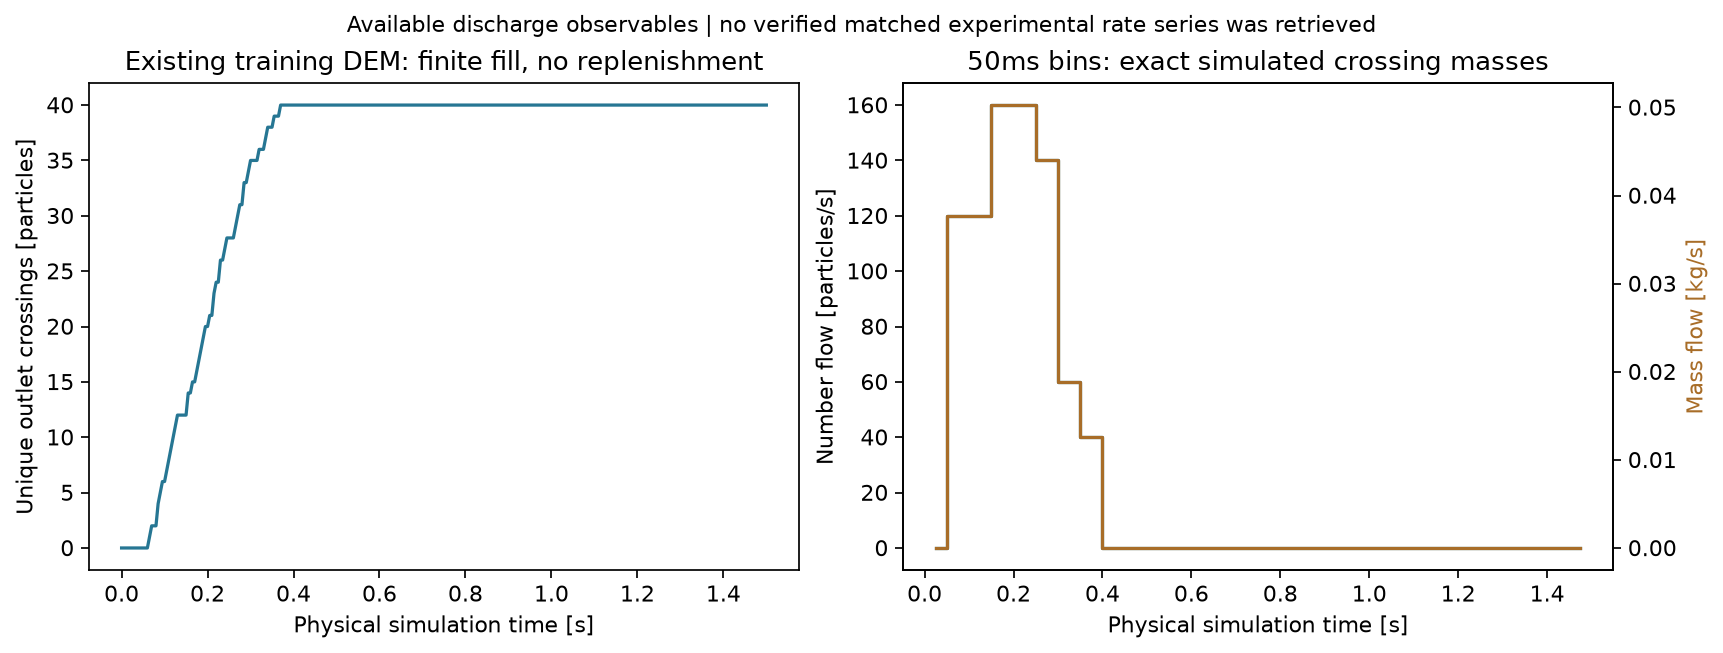 Available discharge observables | no verified matched experimental rate series was retrieved
Existing training DEM: finite fill, no replenishment
Unique outlet crossings [particles]
40
35
30
25
20
15
10
5
0
0.0 0.2 0.4 0.6 0.8 1.0 1.2 1.4
Physical simulation time [s]
50ms bins: exact simulated crossing masses
Number flow [particles/s]
160
140
120
100
80
60
40
20
0
0.0 0.2 0.4 0.6 0.8 1.0 1.2 1.4
Physical simulation time [s]
0.05
0.04
0.03
0.02
0.01
0.00
Mass flow [kg/s]